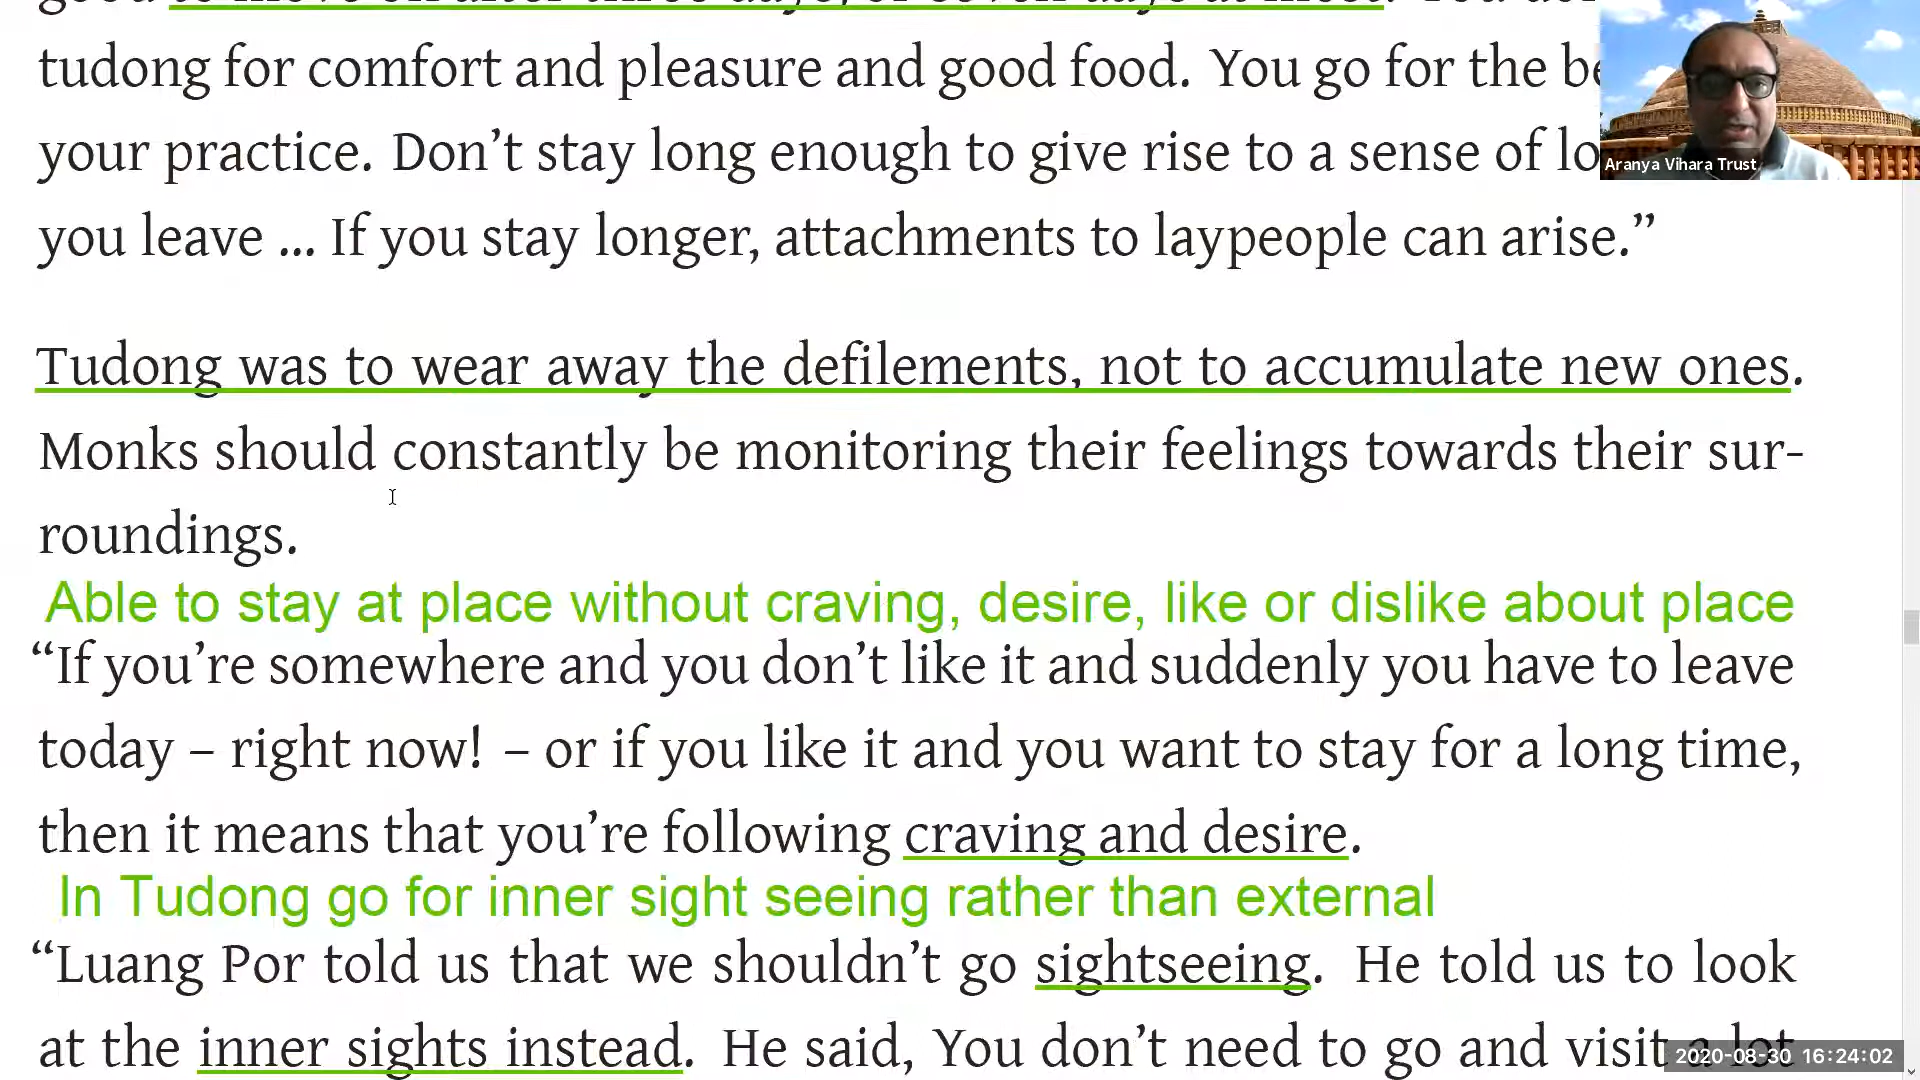 tudong for comfort and pleasure and good food. You go for the
your practice. Don’t stay long enough to give rise to a sense of
Aranya Vihara Trust
you leave ... If you stay longer, attachments to laypeople can arise.”
Tudong was to wear away the defilements, not to accumulate new ones.
Monks should constantly be monitoring their feelings towards their sur-
roundings.
Able to stay at place without craving, desire, like or dislike about place
“If you’re somewhere and you don’t like it and suddenly you have to leave
today – right now! – or if you like it and you want to stay for a long time,
then it means that you’re following craving and desire.
In Tudong go for inner sight seeing rather than external
“Luang Por told us that we shouldn’t go sightseeing. He told us to look
at the inner sights instead. He said, You don’t need to go and visit a lot
2020-08-30 16:24:02